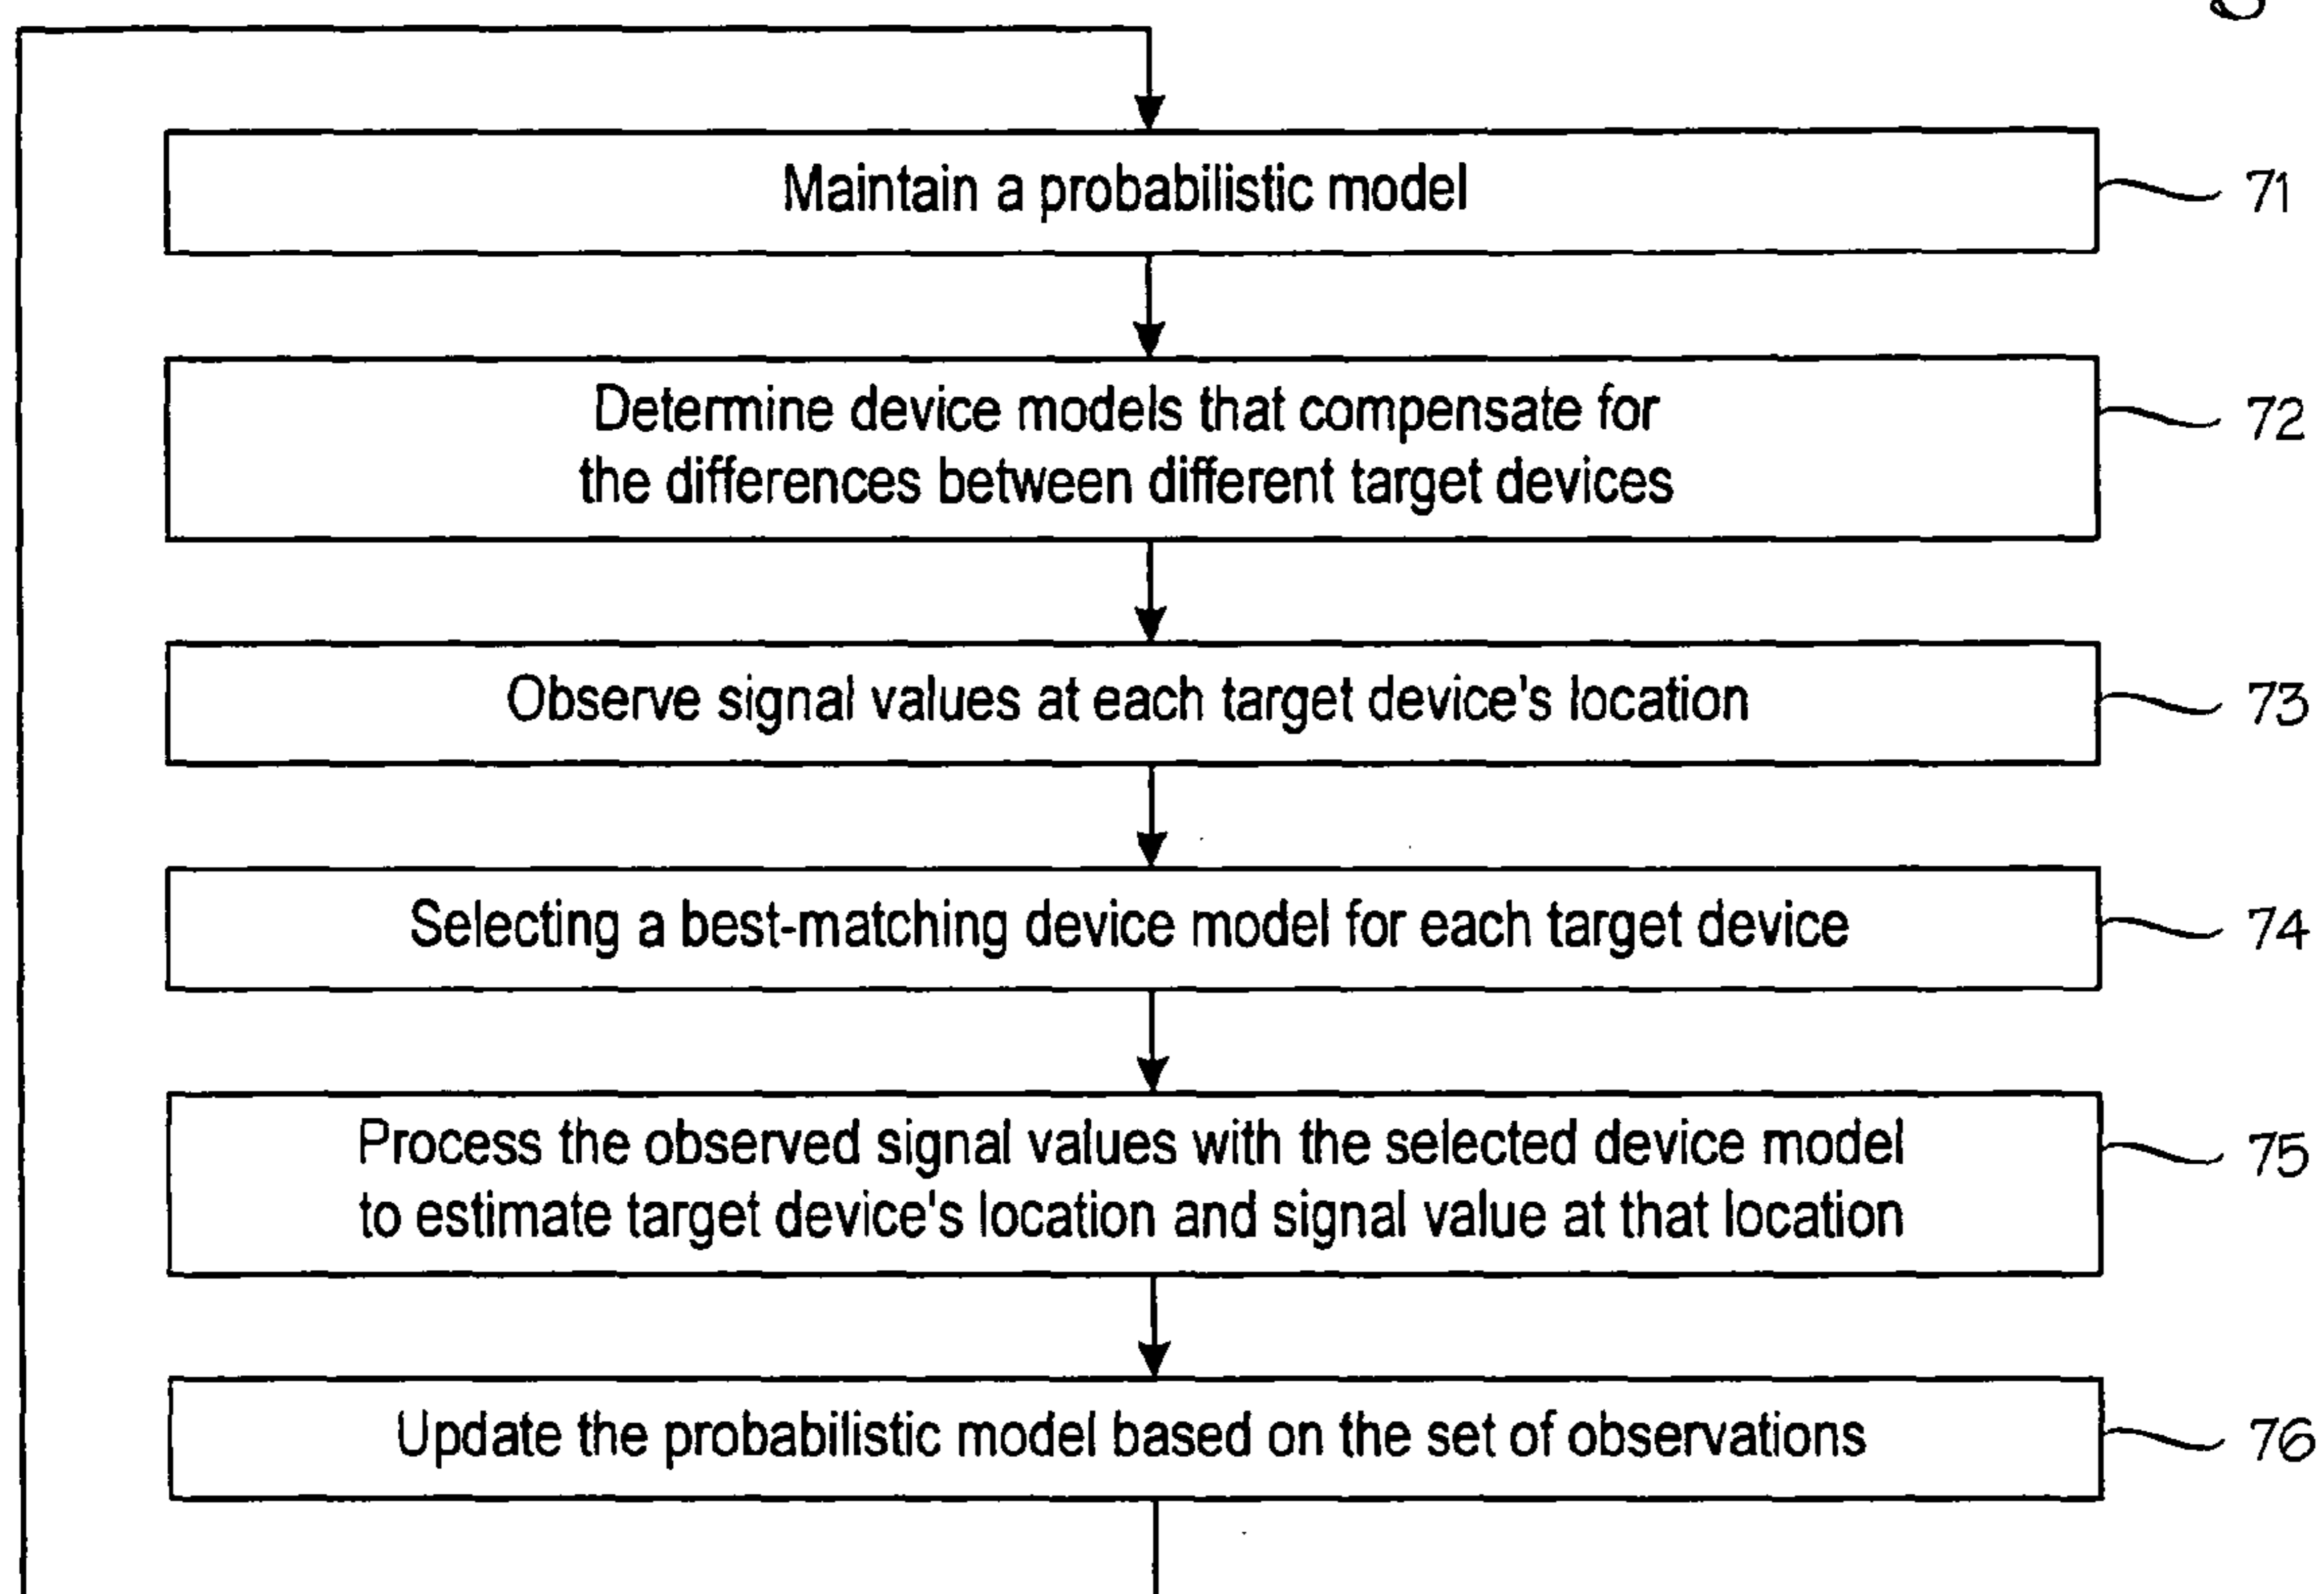 Maintain a probabilistic model
71
Determine device models that compensate for
the differences between different target devices
72
Observe signal values at each target device's location
73
Selecting a best-matching device model for each target device
74
Process the observed signal values with the selected device model
to estimate target device's location and signal value at that location
75
Update the probabilistic model based on the set of observations
76